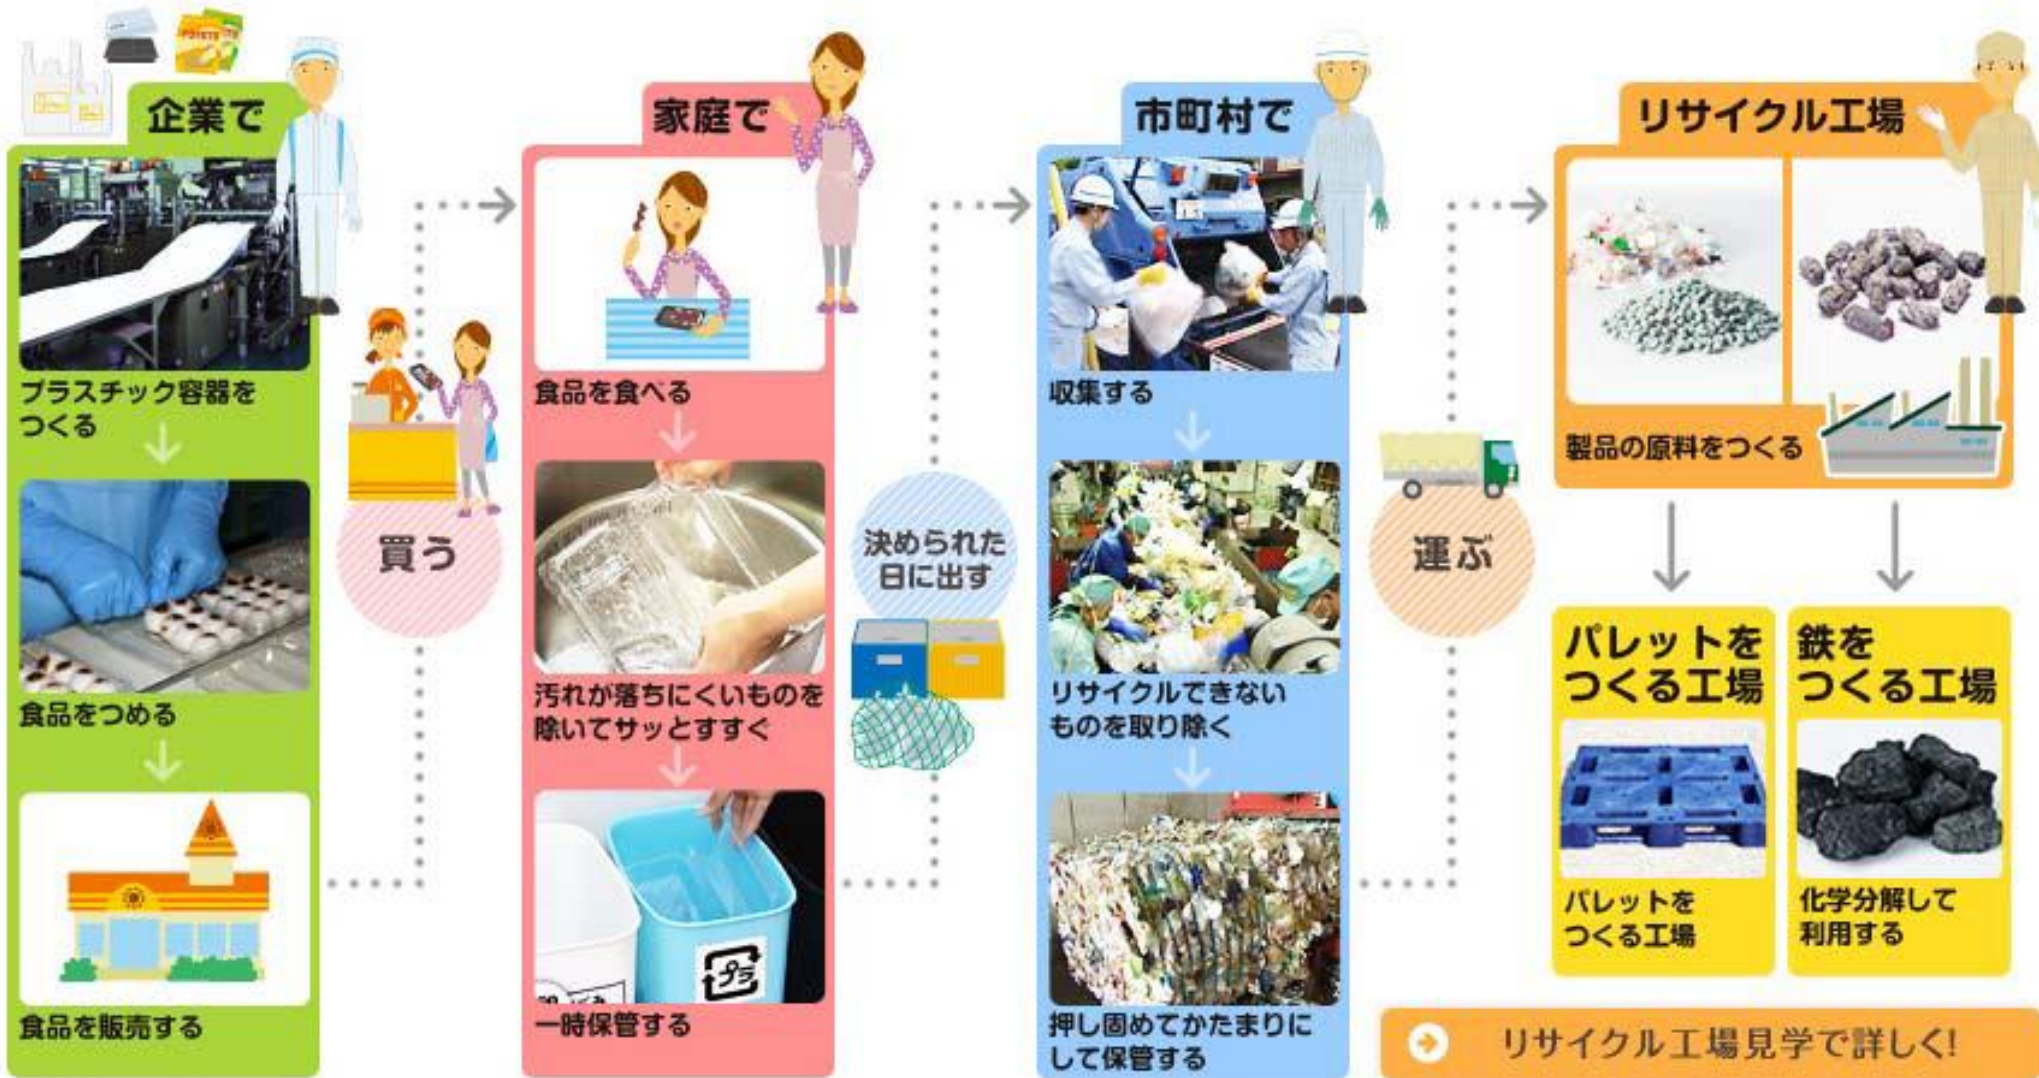 企業で
プラスチック容器を
つくる
食品をつめる
食品を販売する
買う
家庭で
食品を食べる
汚れが落ちにくいものを
除いてサッとすすぐ
プラ
一時保管する
決められた
日に出す
市町村で
収集する
リサイクルできない
ものを取り除く
押し固めてかたまりに
して保管する
運ぶ
リサイクル工場
製品の原料をつくる
パレットを
つくる工場
パレットを
つくる工場
鉄を
つくる工場
化学分解して
利用する
リサイクル工場見学で詳しく!